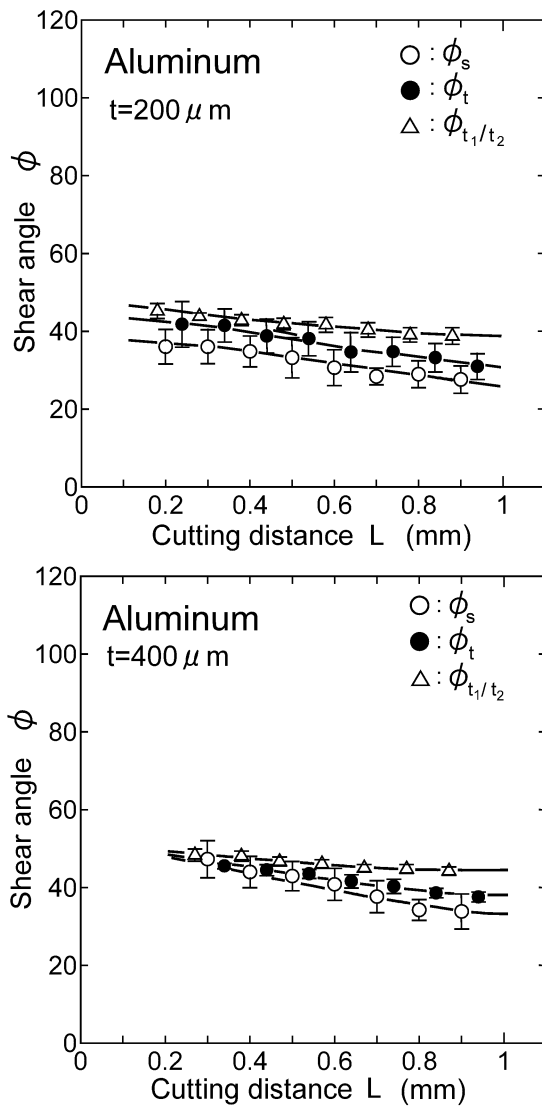 120
100
80
60
40
20
0
Shear angle ϕ
Aluminum
t=200 μm
○ : ϕs
● : ϕt
△ : ϕt1/t2
0 0.2 0.4 0.6 0.8 1
Cutting distance L (mm)
120
100
80
60
40
20
0
Shear angle ϕ
Aluminum
t=400 μm
○ : ϕs
● : ϕt
△ : ϕt1/t2
0 0.2 0.4 0.6 0.8 1
Cutting distance L (mm)